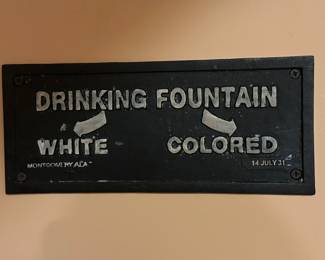 DRINKING FOUNTAIN
WHITE COLORED
MONTGOMERY, ALA. 14 JULY 31